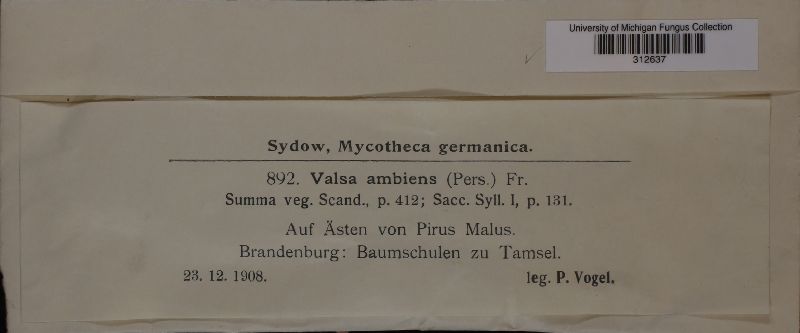 University of Michigan Fungus Collection
312637
Sydow, Mycotheca germanica.
892. Valsa ambiens (Pers.) Fr.
Summa veg. Scand., p. 412; Sacc. Syll. I, p. 131.
Auf Ästen von Pirus Malus.
Brandenburg: Baumschulen zu Tamsel.
23. 12. 1908. leg. P. Vogel.